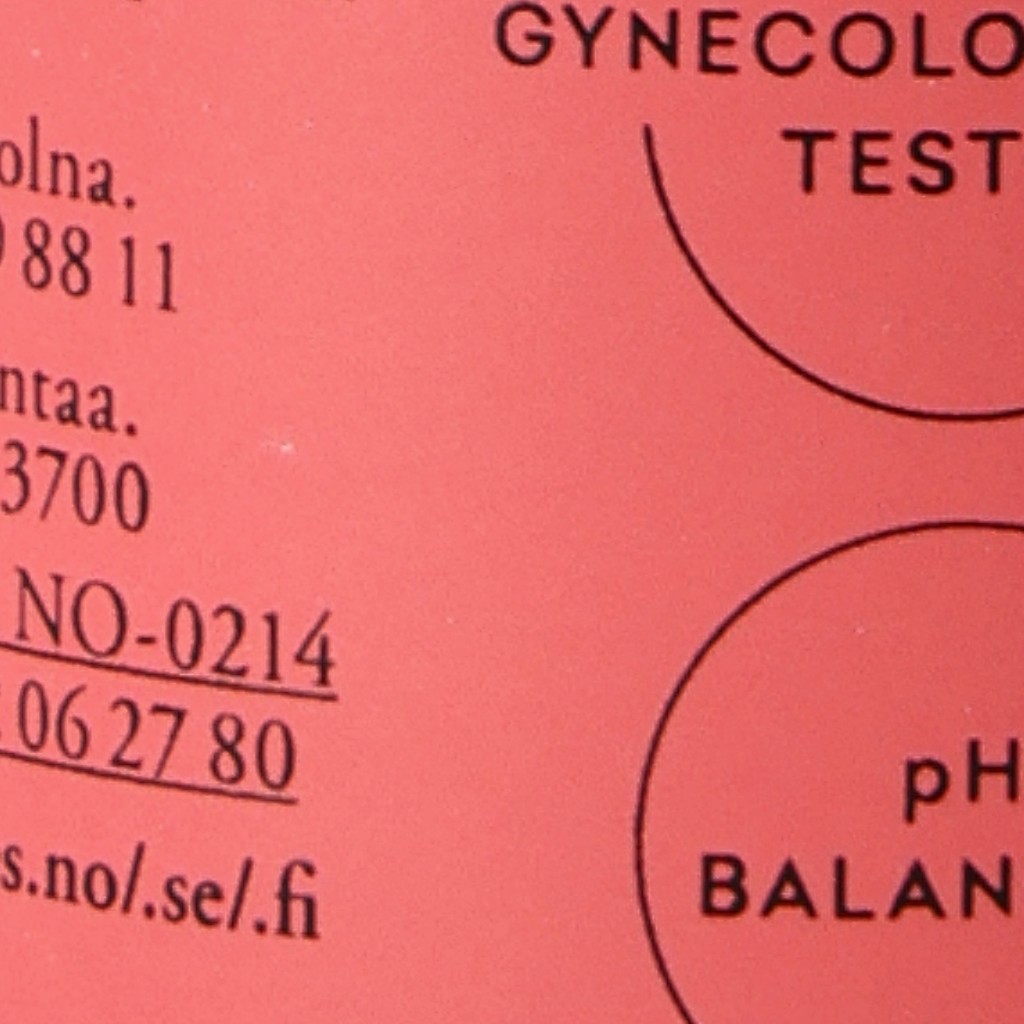 olna.
88 11
ntaa.
3700
NO-0214
06 27 80
s.no/.se/.fi
GYNECOLO
TEST
pH
BALAN